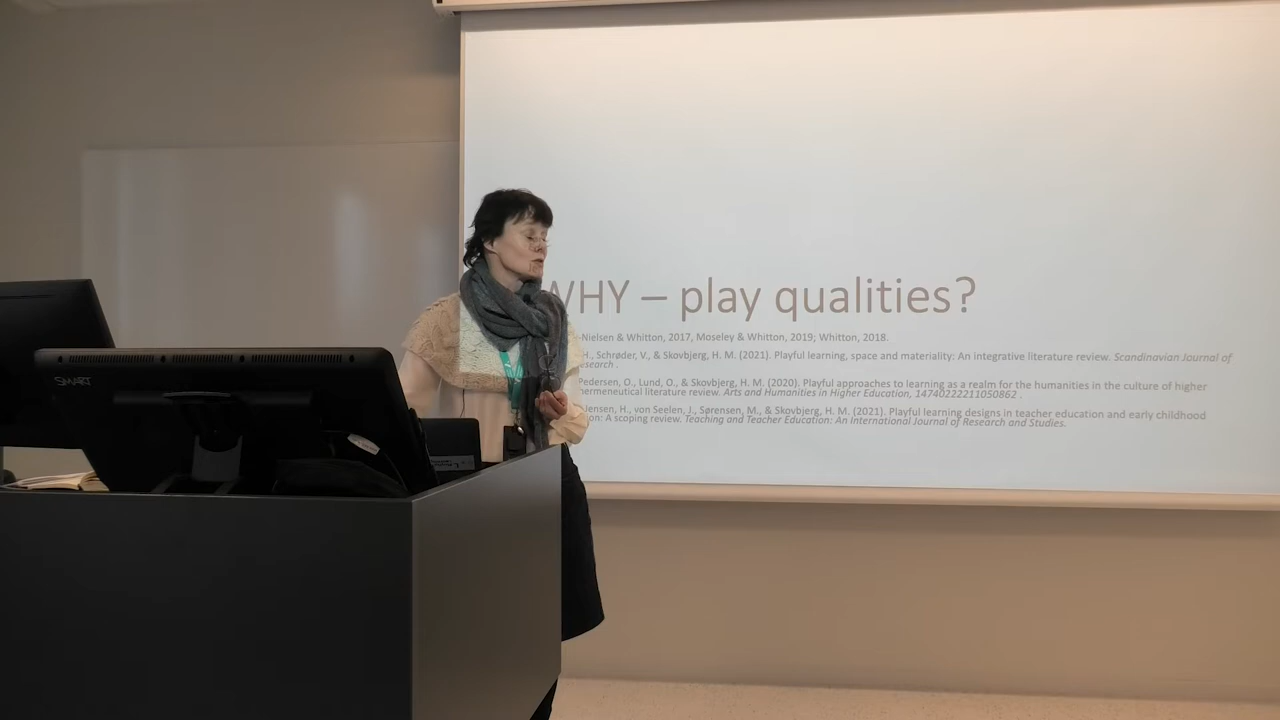 SMART
WHY – play qualities?
Nielsen & Whitton, 2017, Moseley & Whitton, 2019; Whitton, 2018.
H., Schrøder, V., & Skovbjerg, H. M. (2021). Playful learning, space and materiality: An integrative literature review. Scandinavian Journal of
Research .
Pedersen, O., Lund, O., & Skovbjerg, H. M. (2020). Playful approaches to learning as a realm for the humanities in the culture of higher
hermeneutical literature review. Arts and Humanities in Higher Education, 14740222211050862 .
Jensen, H., von Seelen, J., Sørensen, M., & Skovbjerg, H. M. (2021). Playful learning designs in teacher education and early childhood
A scoping review. Teaching and Teacher Education: An International Journal of Research and Studies.